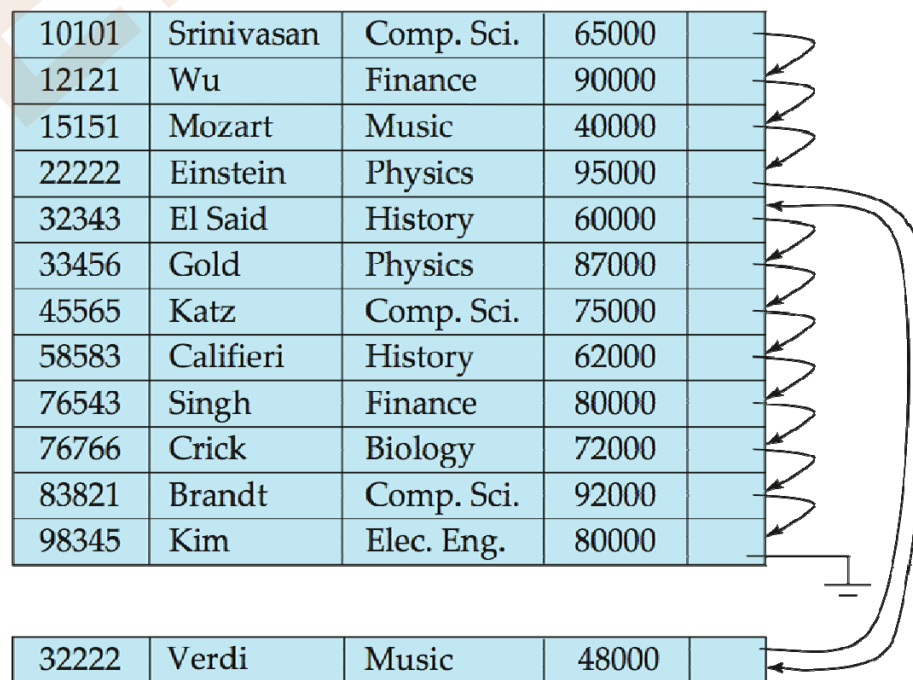 10101 Srinivasan Comp. Sci. 65000
12121 Wu Finance 90000
15151 Mozart Music 40000
22222 Einstein Physics 95000
32343 El Said History 60000
33456 Gold Physics 87000
45565 Katz Comp. Sci. 75000
58583 Califieri History 62000
76543 Singh Finance 80000
76766 Crick Biology 72000
83821 Brandt Comp. Sci. 92000
98345 Kim Elec. Eng. 80000
32222 Verdi Music 48000